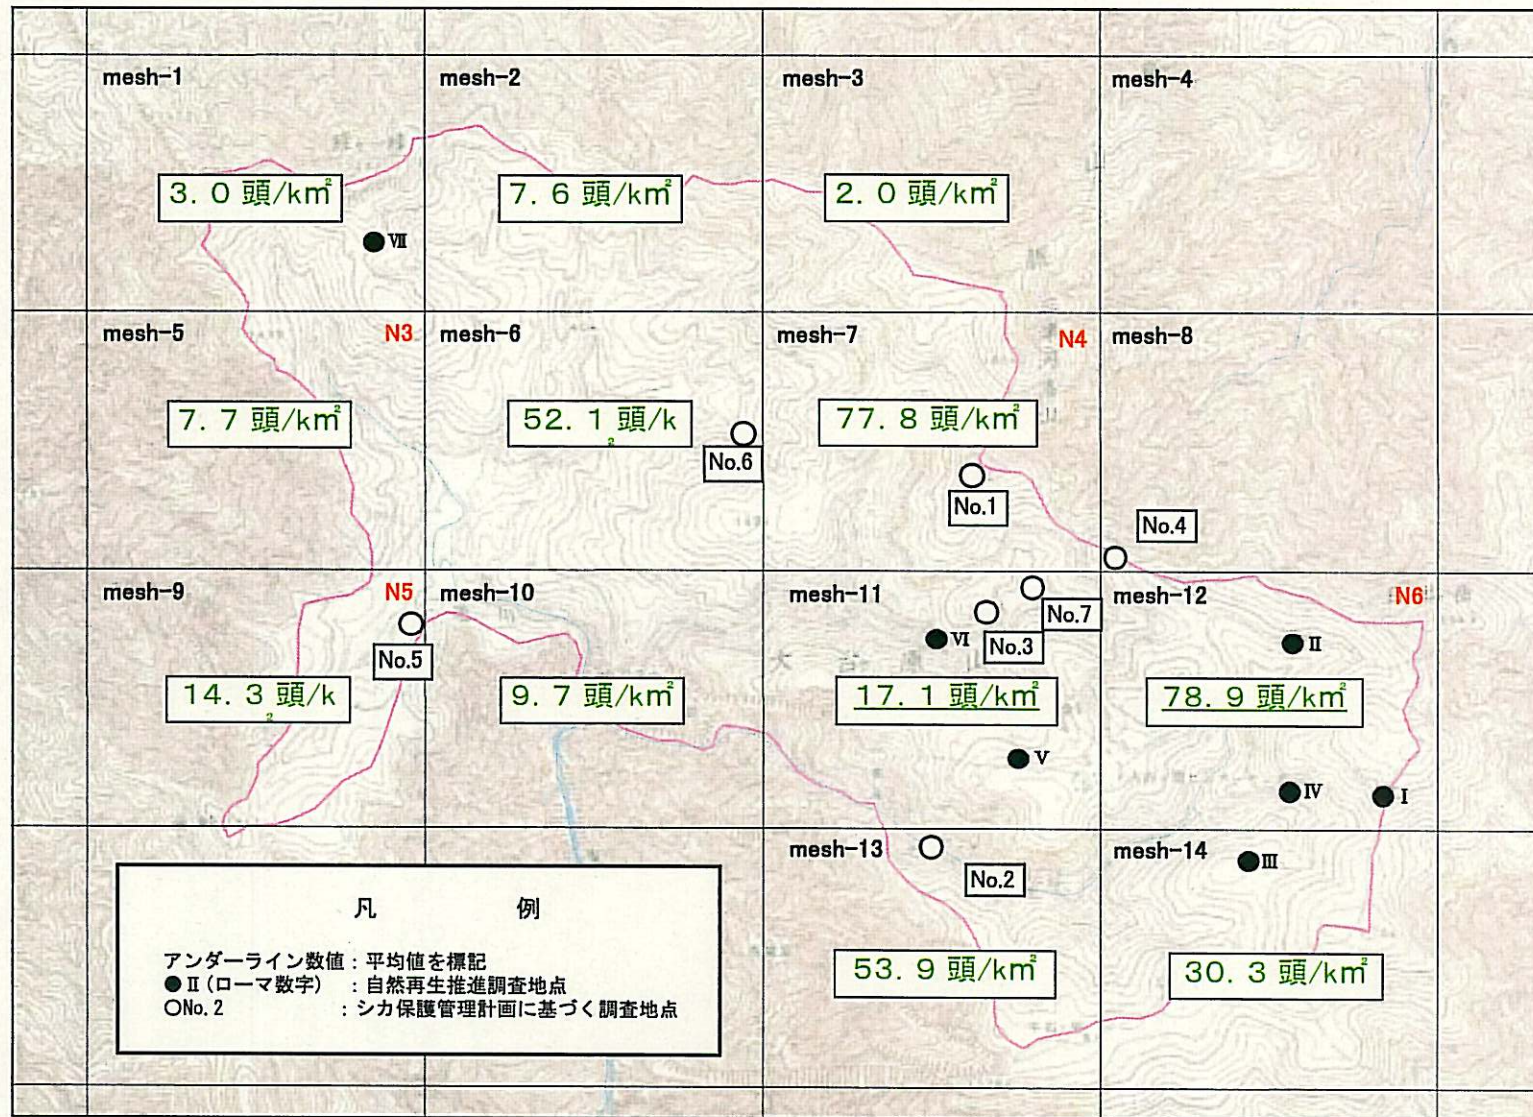 mesh-1
mesh-2
mesh-3
mesh-4
3. 0 頭/km²
7. 6 頭/km²
2. 0 頭/km²
Ⅶ
mesh-5
N3
mesh-6
mesh-7
N4
mesh-8
7. 7 頭/km²
52. 1 頭/k
2
77. 8 頭/km²
No.6
No.1
No.4
mesh-9
N5
mesh-10
mesh-11
mesh-12
N6
No.7
No.5
Ⅵ
No.3
Ⅱ
大
14. 3 頭/k
2
9. 7 頭/km²
17. 1 頭/km²
78. 9 頭/km²
Ⅴ
Ⅳ
Ⅰ
mesh-13
mesh-14
No.2
Ⅲ
53. 9 頭/km²
30. 3 頭/km²
凡 例
アンダーライン数値 : 平均値を標記
●Ⅱ (ローマ数字) : 自然再生推進調査地点
○No. 2 : シカ保護管理計画に基づく調査地点